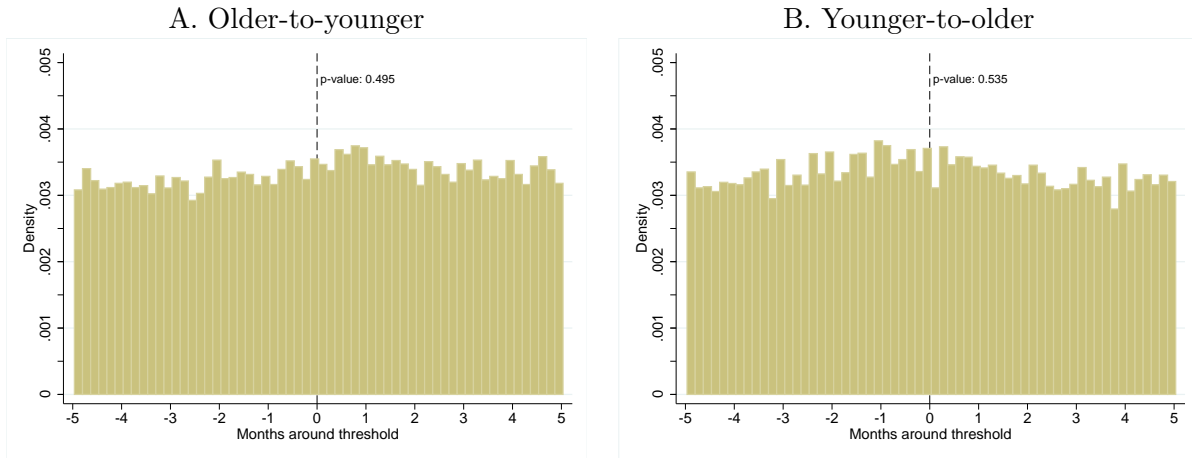 A. Older-to-younger
p-value: 0.495
Density
0 .001 .002 .003 .004 .005
-5 -4 -3 -2 -1 0 1 2 3 4 5
Months around threshold
B. Younger-to-older
p-value: 0.535
Density
0 .001 .002 .003 .004 .005
-5 -4 -3 -2 -1 0 1 2 3 4 5
Months around threshold